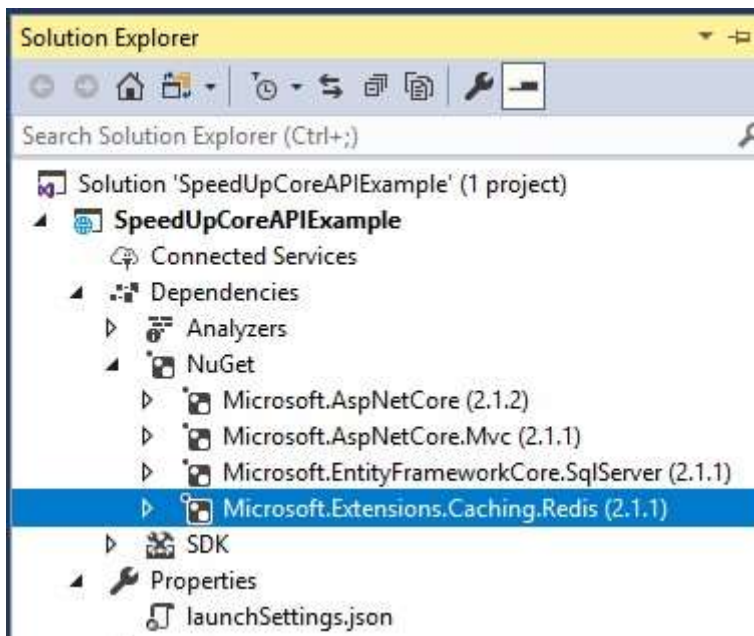 Solution Explorer
Search Solution Explorer (Ctrl+;)
Solution 'SpeedUpCoreAPIExample' (1 project)
SpeedUpCoreAPIExample
Connected Services
Dependencies
Analyzers
NuGet
Microsoft.AspNetCore (2.1.2)
Microsoft.AspNetCore.Mvc (2.1.1)
Microsoft.EntityFrameworkCore.SqlServer (2.1.1)
Microsoft.Extensions.Caching.Redis (2.1.1)
SDK
Properties
launchSettings.json